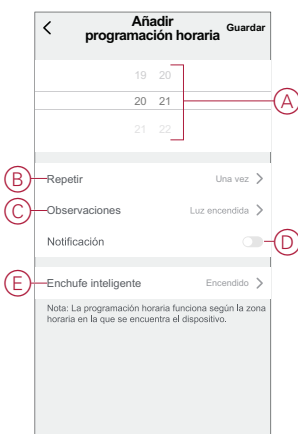 Añadir
programación horaria
Guardar
19 20
20 21
A
21 22
B
Repetir
Una vez
C
Observaciones
Luz encendida
Notificación
D
E
Enchufe inteligente
Encendido
Nota: La programación horaria funciona según la zona
horaria en la que se encuentra el dispositivo.